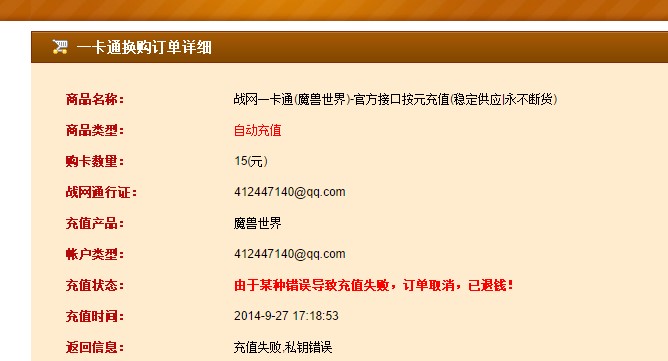 一卡通换购订单详细
商品名称： 战网一卡通(魔兽世界)-官方接口按元充值(稳定供应|永不断货)
商品类型： 自动充值
购卡数量： 15(元)
战网通行证： 412447140@qq.com
充值产品： 魔兽世界
帐户类型： 412447140@qq.com
充值状态： 由于某种错误导致充值失败，订单取消，已退钱！
充值时间： 2014-9-27 17:18:53
返回信息： 充值失败,私钥错误